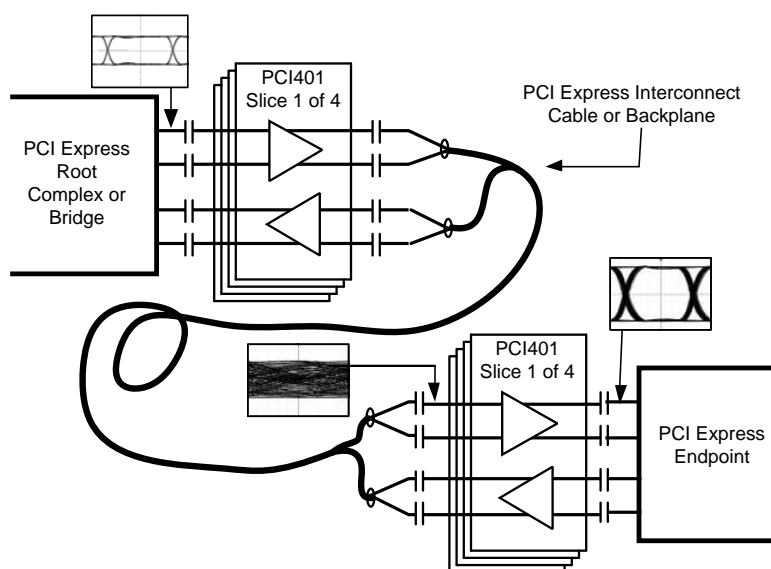 PCI401
Slice 1 of 4
PCI Express Interconnect
Cable or Backplane
PCI Express
Root
Complex or
Bridge
PCI401
Slice 1 of 4
PCI Express
Endpoint